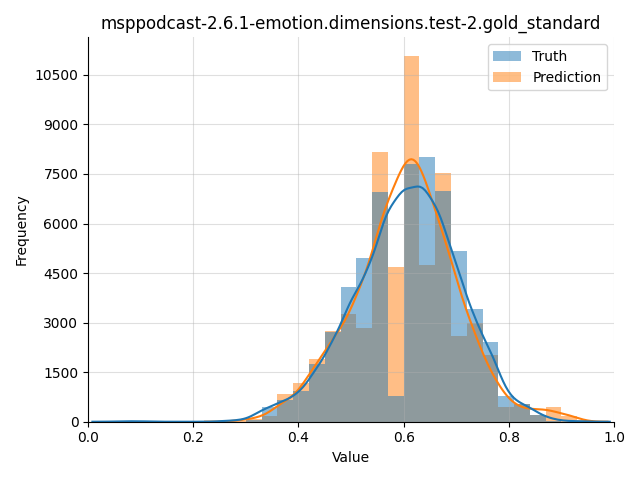 msppodcast-2.6.1-emotion.dimensions.test-2.gold_standard
Truth
Prediction
Frequency
10500
9000
7500
6000
4500
3000
1500
0
0.0 0.2 0.4 0.6 0.8 1.0
Value